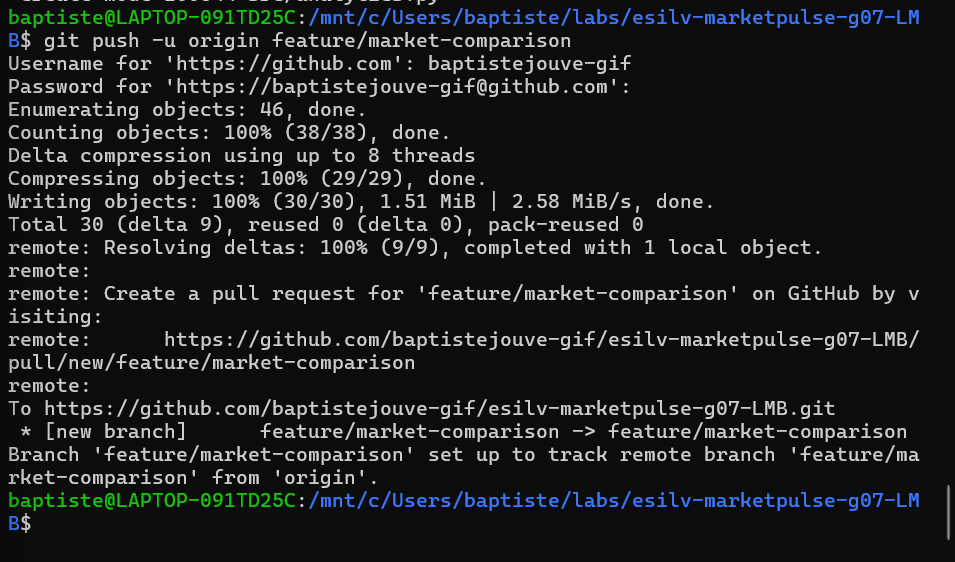 baptiste@LAPTOP-091TD25C:/mnt/c/Users/baptiste/labs/esilv-marketpulse-g07-LM
B$ git push -u origin feature/market-comparison
Username for 'https://github.com': baptistejouve-gif
Password for 'https://baptistejouve-gif@github.com':
Enumerating objects: 46, done.
Counting objects: 100% (38/38), done.
Delta compression using up to 8 threads
Compressing objects: 100% (29/29), done.
Writing objects: 100% (30/30), 1.51 MiB | 2.58 MiB/s, done.
Total 30 (delta 9), reused 0 (delta 0), pack-reused 0
remote: Resolving deltas: 100% (9/9), completed with 1 local object.
remote:
remote: Create a pull request for 'feature/market-comparison' on GitHub by v
isiting:
remote:      https://github.com/baptistejouve-gif/esilv-marketpulse-g07-LMB/
pull/new/feature/market-comparison
remote:
To https://github.com/baptistejouve-gif/esilv-marketpulse-g07-LMB.git
 * [new branch]      feature/market-comparison -> feature/market-comparison
Branch 'feature/market-comparison' set up to track remote branch 'feature/ma
rket-comparison' from 'origin'.
baptiste@LAPTOP-091TD25C:/mnt/c/Users/baptiste/labs/esilv-marketpulse-g07-LM
B$